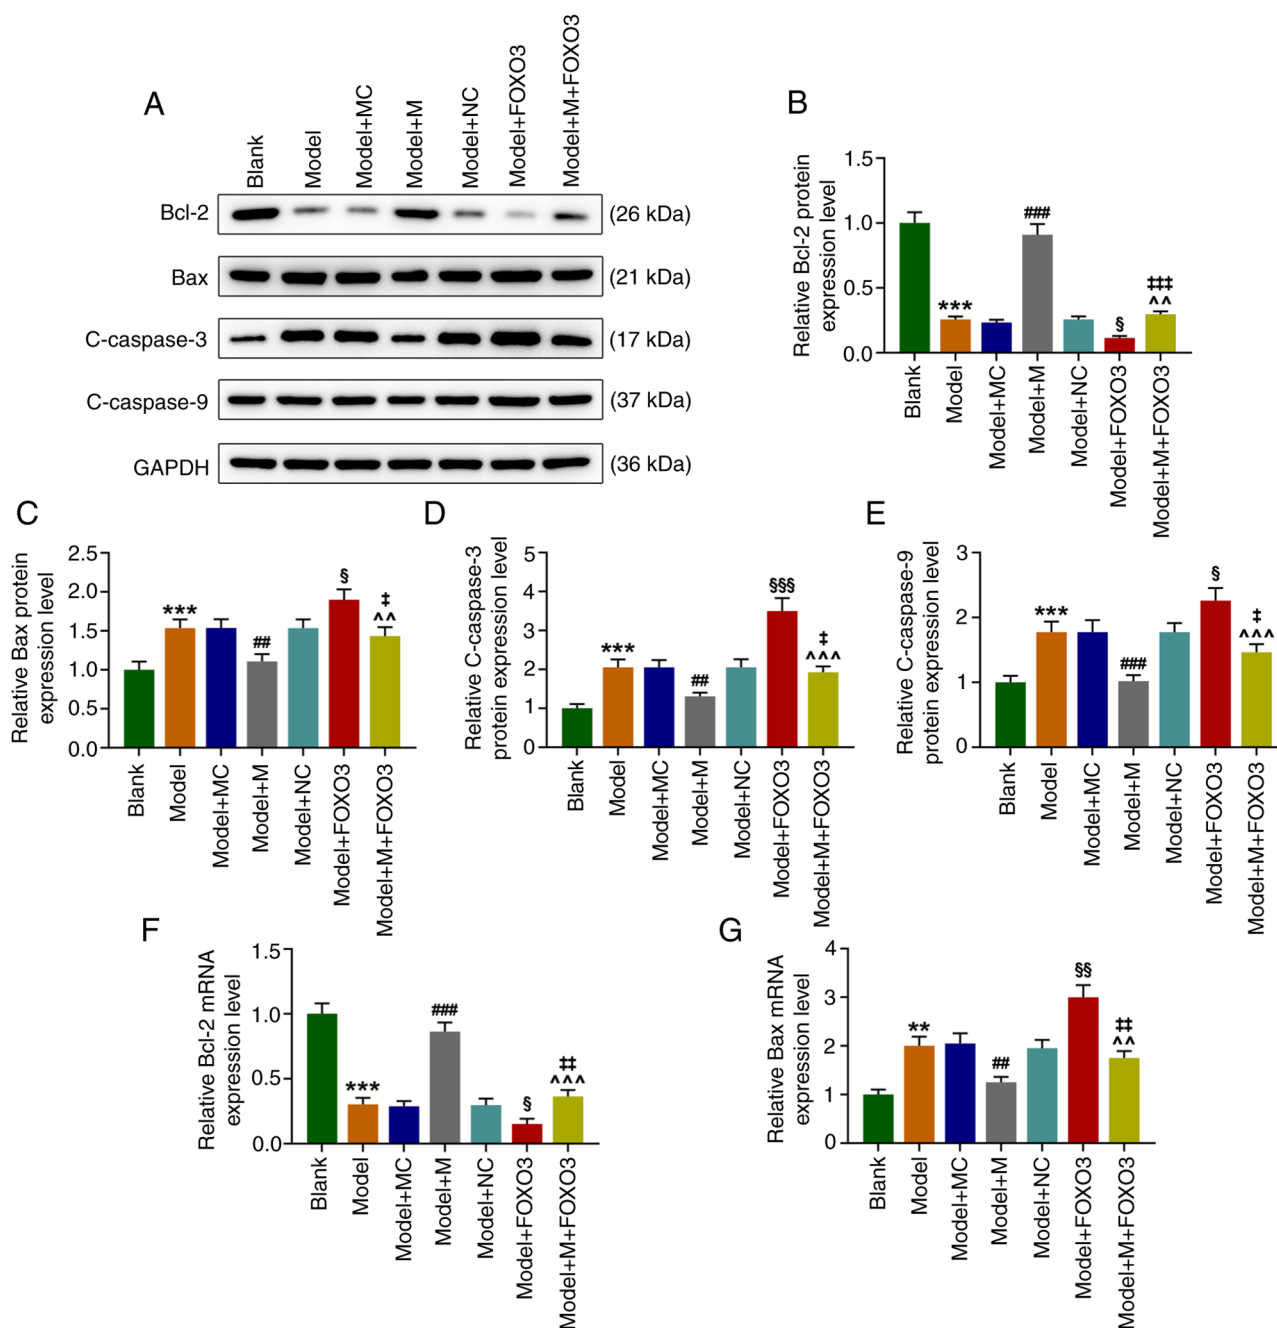 A
Blank
Model
Model+MC
Model+M
Model+NC
Model+FOXO3
Model+M+FOXO3
Bcl-2
(26 kDa)
Bax
(21 kDa)
C-caspase-3
(17 kDa)
C-caspase-9
(37 kDa)
GAPDH
(36 kDa)
B
Relative Bcl-2 protein
expression level
1.5
1.0
0.5
0.0
***
###
§
‡‡‡
^^
Blank
Model
Model+MC
Model+M
Model+NC
Model+FOXO3
Model+M+FOXO3
C
Relative Bax protein
expression level
2.5
2.0
1.5
1.0
0.5
0.0
***
##
§
‡
^^
Blank
Model
Model+MC
Model+M
Model+NC
Model+FOXO3
Model+M+FOXO3
D
Relative C-caspase-3
protein expression level
5
4
3
2
1
0
***
##
§§§
‡
^^^
Blank
Model
Model+MC
Model+M
Model+NC
Model+FOXO3
Model+M+FOXO3
E
Relative C-caspase-9
protein expression level
3
2
1
0
***
###
§
‡
^^^
Blank
Model
Model+MC
Model+M
Model+NC
Model+FOXO3
Model+M+FOXO3
F
Relative Bcl-2 mRNA
expression level
1.5
1.0
0.5
0.0
***
###
§
‡‡
^^^
Blank
Model
Model+MC
Model+M
Model+NC
Model+FOXO3
Model+M+FOXO3
G
Relative Bax mRNA
expression level
4
3
2
1
0
**
##
§§
‡‡
^^
Blank
Model
Model+MC
Model+M
Model+NC
Model+FOXO3
Model+M+FOXO3